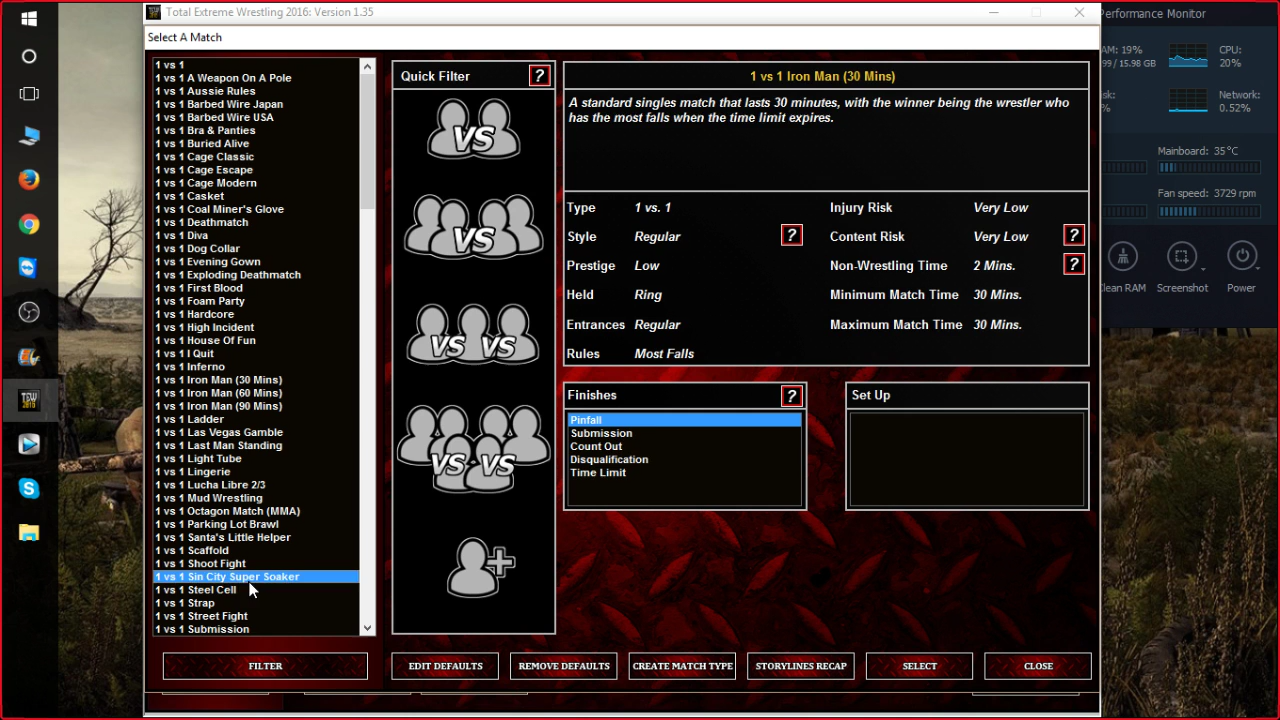 Total Extreme Wrestling 2016: Version 1.35
Select A Match
1 vs 1
1 vs 1 A Weapon On A Pole
1 vs 1 Aussie Rules
1 vs 1 Barbed Wire Japan
1 vs 1 Barbed Wire USA
1 vs 1 Bra & Panties
1 vs 1 Buried Alive
1 vs 1 Cage Classic
1 vs 1 Cage Escape
1 vs 1 Cage Modern
1 vs 1 Casket
1 vs 1 Coal Miner's Glove
1 vs 1 Deathmatch
1 vs 1 Diva
1 vs 1 Dog Collar
1 vs 1 Evening Gown
1 vs 1 Exploding Deathmatch
1 vs 1 First Blood
1 vs 1 Foam Party
1 vs 1 Hardcore
1 vs 1 High Incident
1 vs 1 House Of Fun
1 vs 1 I Quit
1 vs 1 Inferno
1 vs 1 Iron Man (30 Mins)
1 vs 1 Iron Man (60 Mins)
1 vs 1 Iron Man (90 Mins)
1 vs 1 Ladder
1 vs 1 Las Vegas Gamble
1 vs 1 Last Man Standing
1 vs 1 Light Tube
1 vs 1 Lingerie
1 vs 1 Lucha Libre 2/3
1 vs 1 Mud Wrestling
1 vs 1 Octagon Match (MMA)
1 vs 1 Parking Lot Brawl
1 vs 1 Santa's Little Helper
1 vs 1 Scaffold
1 vs 1 Shoot Fight
1 vs 1 Sin City Super Soaker
1 vs 1 Steel Cell
1 vs 1 Strap
1 vs 1 Street Fight
1 vs 1 Submission
FILTER
Quick Filter ?
VS
VS
VS VS
VS VS
1 vs 1 Iron Man (30 Mins)
A standard singles match that lasts 30 minutes, with the winner being the wrestler who
has the most falls when the time limit expires.
Type 1 vs. 1 Injury Risk Very Low
Style Regular ? Content Risk Very Low ?
Prestige Low Non-Wrestling Time 2 Mins. ?
Held Ring Minimum Match Time 30 Mins.
Entrances Regular Maximum Match Time 30 Mins.
Rules Most Falls
Finishes ?
Pinfall
Submission
Count Out
Disqualification
Time Limit
Set Up
EDIT DEFAULTS REMOVE DEFAULTS CREATE MATCH TYPE STORYLINES RECAP SELECT CLOSE
Performance Monitor
AM: 19% CPU:
99 / 15.98 GB 20%
sk: Network:
% 0.52%
Mainboard: 35°C
Fan speed: 3729 rpm
Clean RAM Screenshot Power
TEW
2016